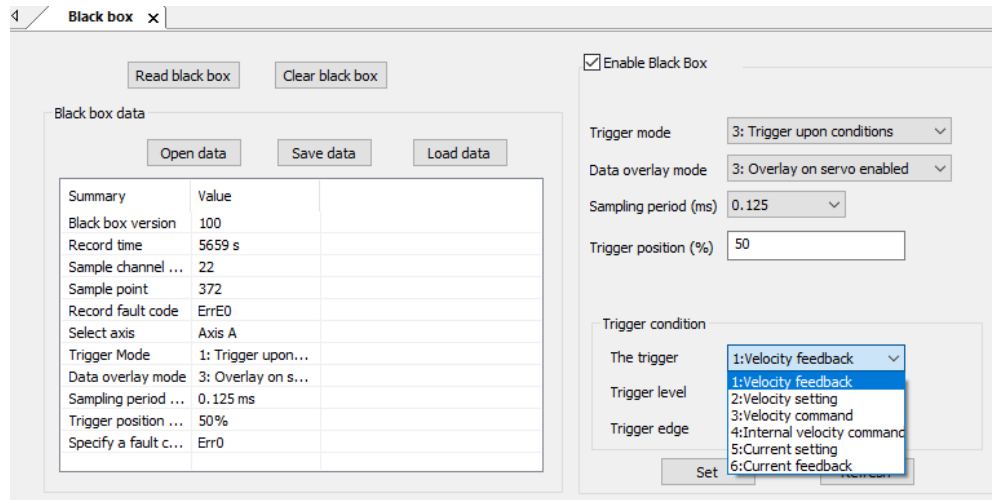 Black box x
Read black box Clear black box
Black box data
Open data Save data Load data
Summary Value
Black box version 100
Record time 5659 s
Sample channel ... 22
Sample point 372
Record fault code ErrE0
Select axis Axis A
Trigger Mode 1: Trigger upon...
Data overlay mode 3: Overlay on s...
Sampling period ... 0.125 ms
Trigger position ... 50%
Specify a fault c... Err0
Enable Black Box
Trigger mode 3: Trigger upon conditions
Data overlay mode 3: Overlay on servo enabled
Sampling period (ms) 0.125
Trigger position (%) 50
Trigger condition
The trigger 1:Velocity feedback
1:Velocity feedback
2:Velocity setting
Trigger level
3:Velocity command
4:Internal velocity command
Trigger edge
5:Current setting
6:Current feedback
Set